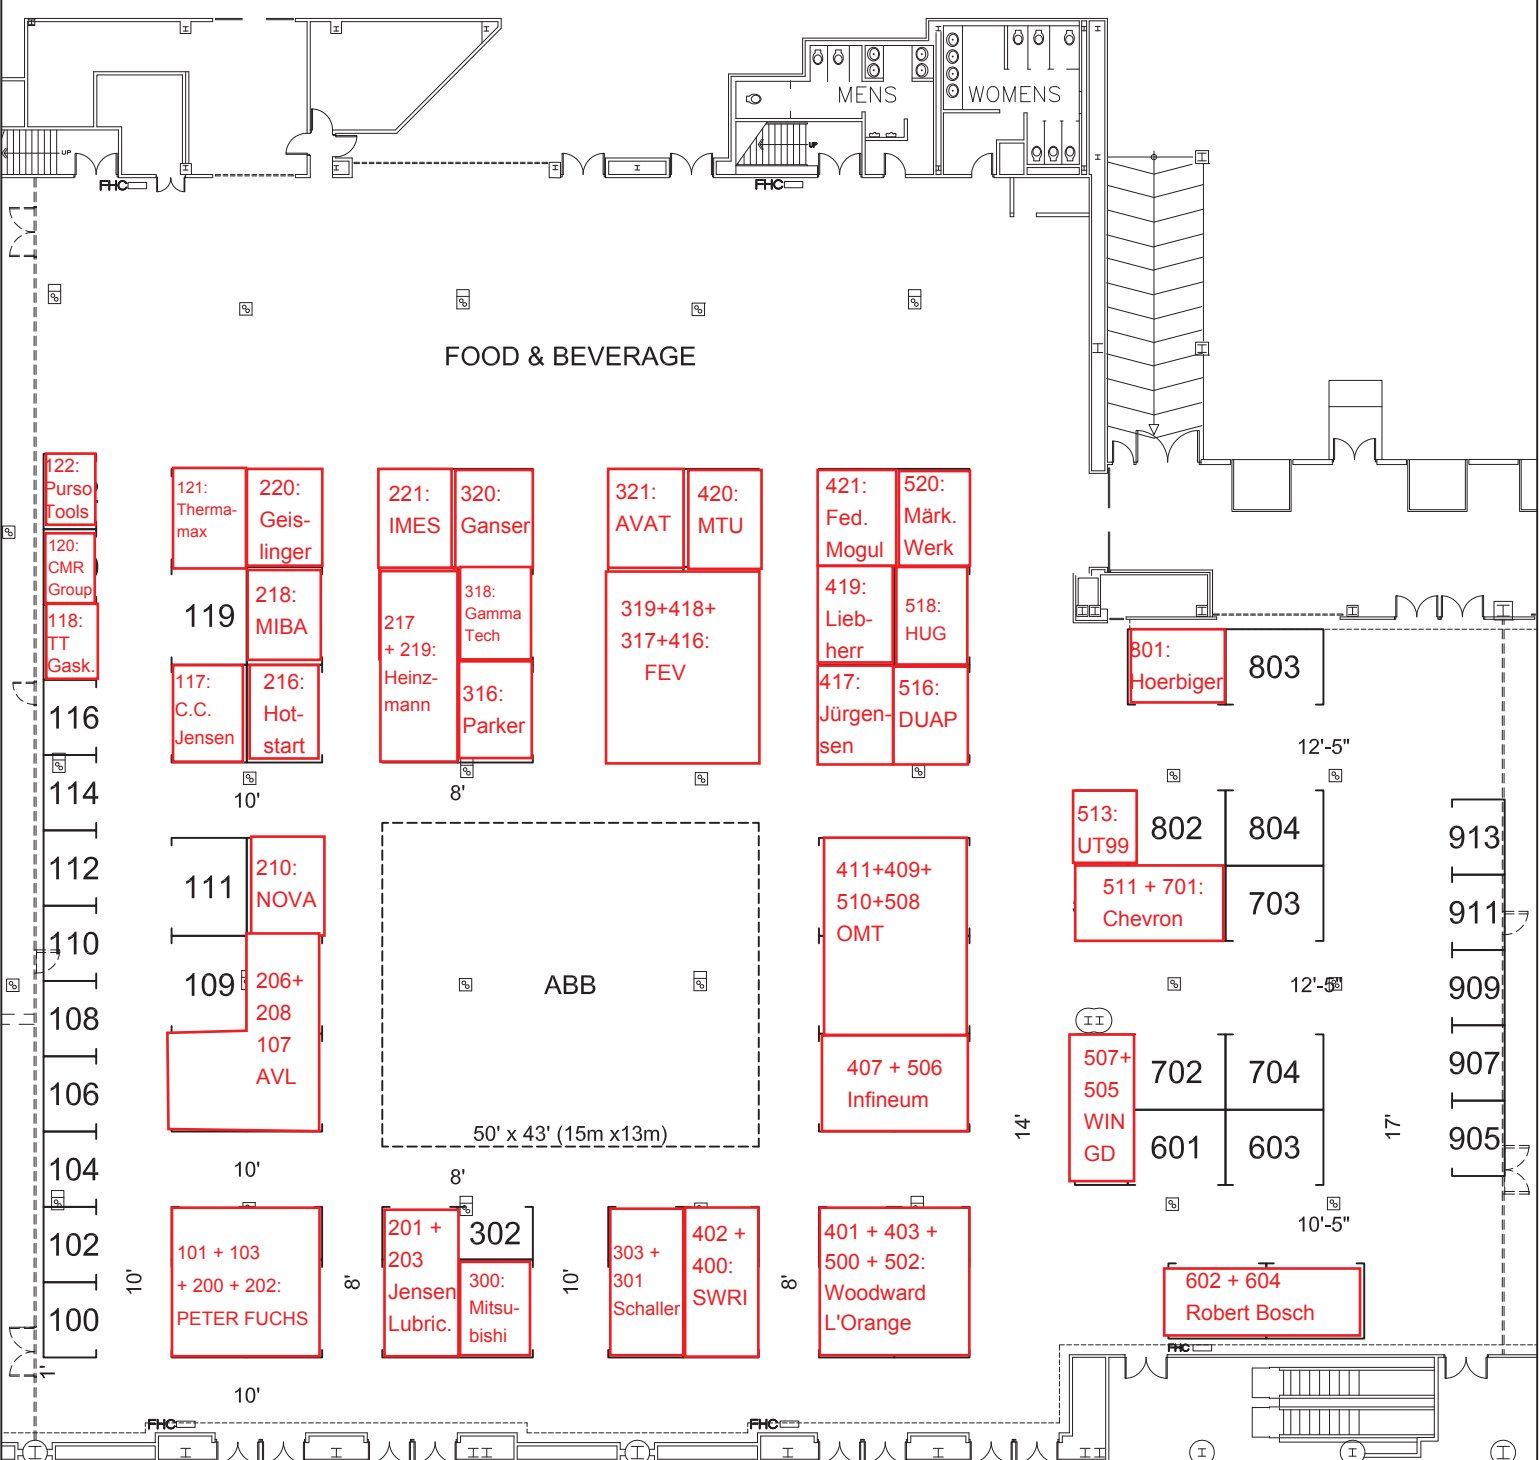 MENS
WOMENS
UP
UP
FHC
FHC
FOOD & BEVERAGE
122:
Purso
Tools
120:
CMR
Group
118:
TT
Gask.
116
114
112
110
108
106
104
102
100
1'
121:
Therma-
max
220:
Geis-
linger
119
218:
MIBA
117:
C.C.
Jensen
216:
Hot-
start
10'
221:
IMES
320:
Ganser
217
+ 219:
Heinz-
mann
318:
Gamma
Tech
316:
Parker
8'
321:
AVAT
420:
MTU
319+418+
317+416:
FEV
421:
Fed.
Mogul
520:
Märk.
Werk
419:
Lieb-
herr
518:
HUG
417:
Jürgen-
sen
516:
DUAP
801:
Hoerbiger
803
12'-5"
111
210:
NOVA
109
206+
208
107
AVL
10'
ABB
50' x 43' (15m x13m)
8'
411+409+
510+508
OMT
407 + 506
Infineum
14'
513:
UT99
802
804
511 + 701:
Chevron
703
12'-5"
507+
505
WIN
GD
702
704
601
603
17'
10'-5"
913
911
909
907
905
10'
101 + 103
+ 200 + 202:
PETER FUCHS
10'
8'
201 +
203
Jensen
Lubric.
302
300:
Mitsu-
bishi
10'
303 +
301
Schaller
402 +
400:
SWRI
8'
401 + 403 +
500 + 502:
Woodward
L'Orange
602 + 604
Robert Bosch
FHC
FHC
FHC